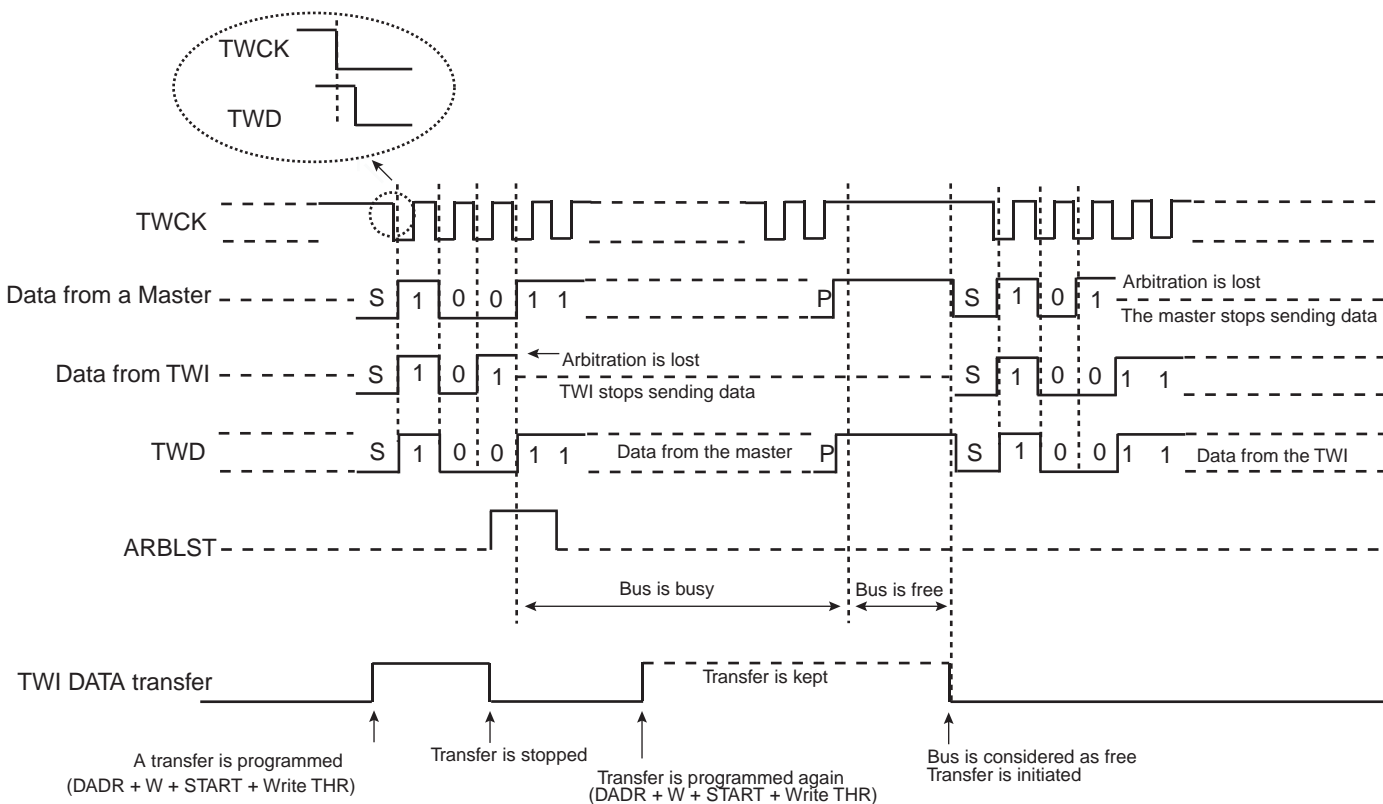 TWCK
TWD
TWCK
Data from a Master S 1 0 0 1 1 P S 1 0 1 Arbitration is lost
The master stops sending data
Data from TWI S 1 0 1 Arbitration is lost S 1 0 0 1 1
TWI stops sending data
TWD S 1 0 0 1 1 Data from the master P S 1 0 0 1 1 Data from the TWI
ARBLST
Bus is busy Bus is free
TWI DATA transfer Transfer is kept
A transfer is programmed
(DADR + W + START + Write THR)
Transfer is stopped
Transfer is programmed again
(DADR + W + START + Write THR)
Bus is considered as free
Transfer is initiated